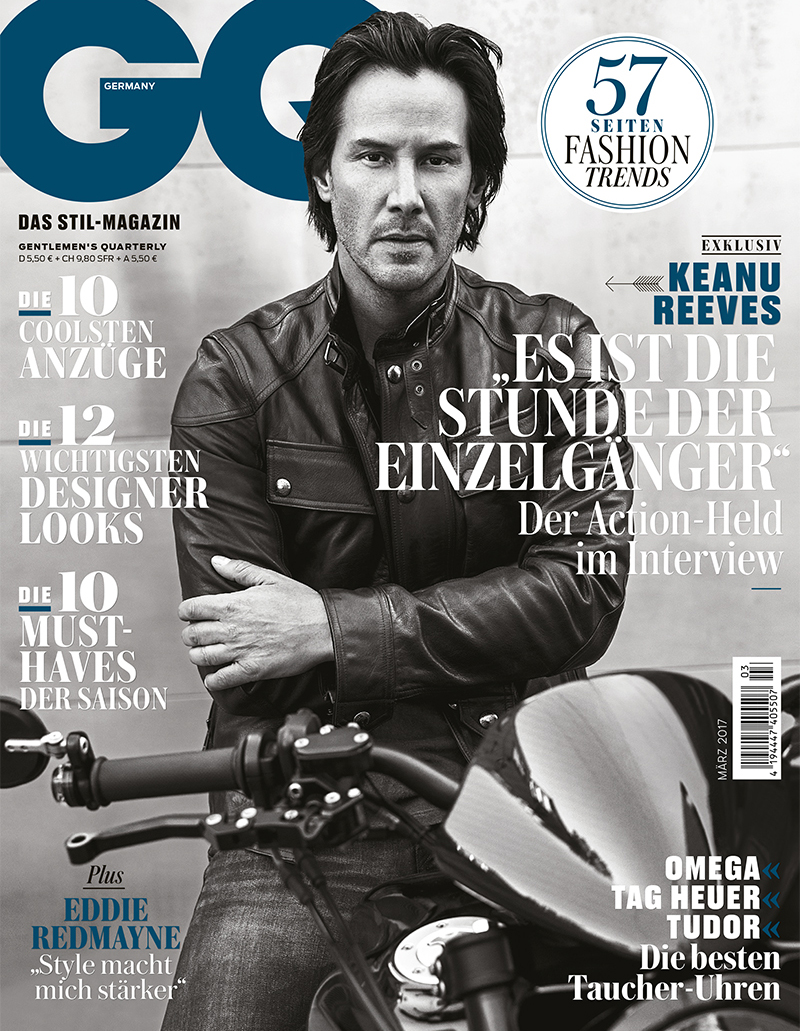 GQ
GERMANY
57
SEITEN
FASHION
TRENDS
DAS STIL-MAGAZIN
GENTLEMEN'S QUARTERLY
D 5,50 € + CH 9,80 SFR + A 5,50 €
DIE 10
COOLSTEN
ANZÜGE
DIE 12
WICHTIGSTEN
DESIGNER
LOOKS
DIE 10
MUST-
HAVES
DER SAISON
EXKLUSIV
KEANU
REEVES
„ES IST DIE
STUNDE DER
EINZELGÄNGER“
Der Action-Held
im Interview
03
MÄRZ 2017
4 194447 405507
Plus
EDDIE
REDMAYNE
„Style macht
mich stärker“
OMEGA«
TAG HEUER«
TUDOR«
Die besten
Taucher-Uhren